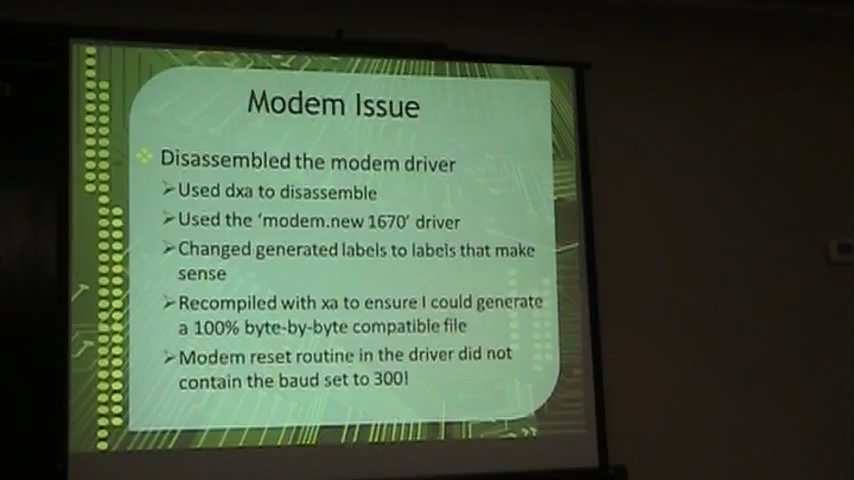 Modem Issue
Disassembled the modem driver
Used dxa to disassemble
Used the 'modem.new 1670' driver
Changed generated labels to labels that make
sense
Recompiled with xa to ensure I could generate
a 100% byte-by-byte compatible file
Modem reset routine in the driver did not
contain the baud set to 300!